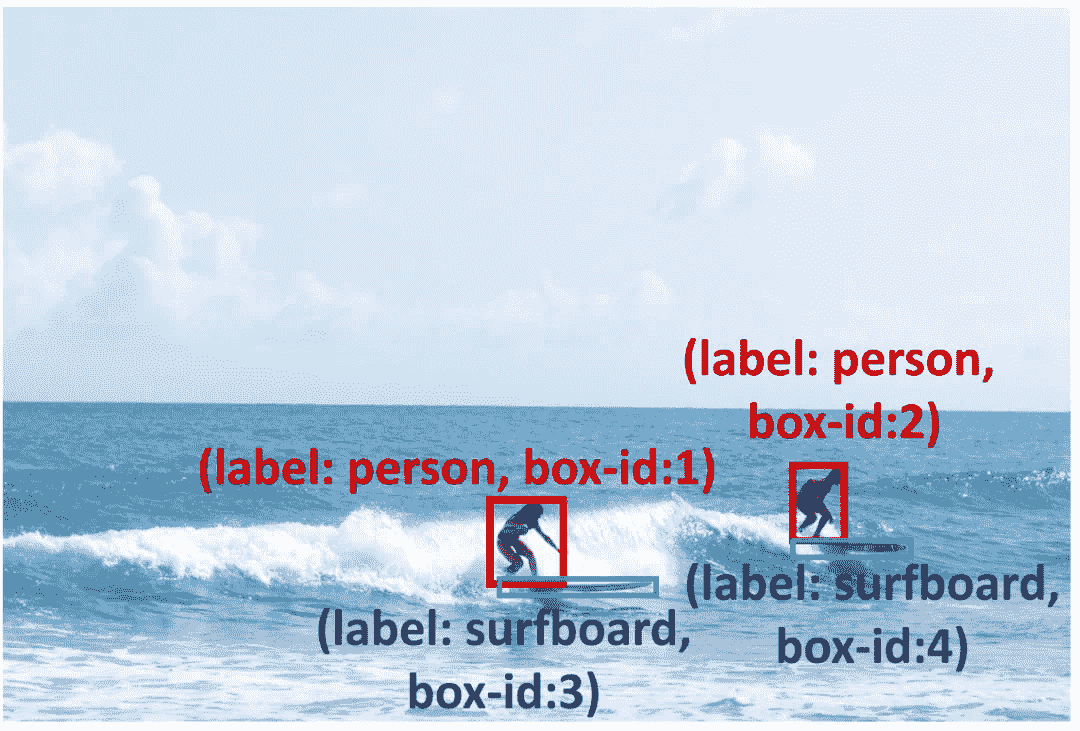 (label: person,
box-id:2)
(label: person, box-id:1)
(label: surfboard,
box-id:4)
(label: surfboard,
box-id:3)